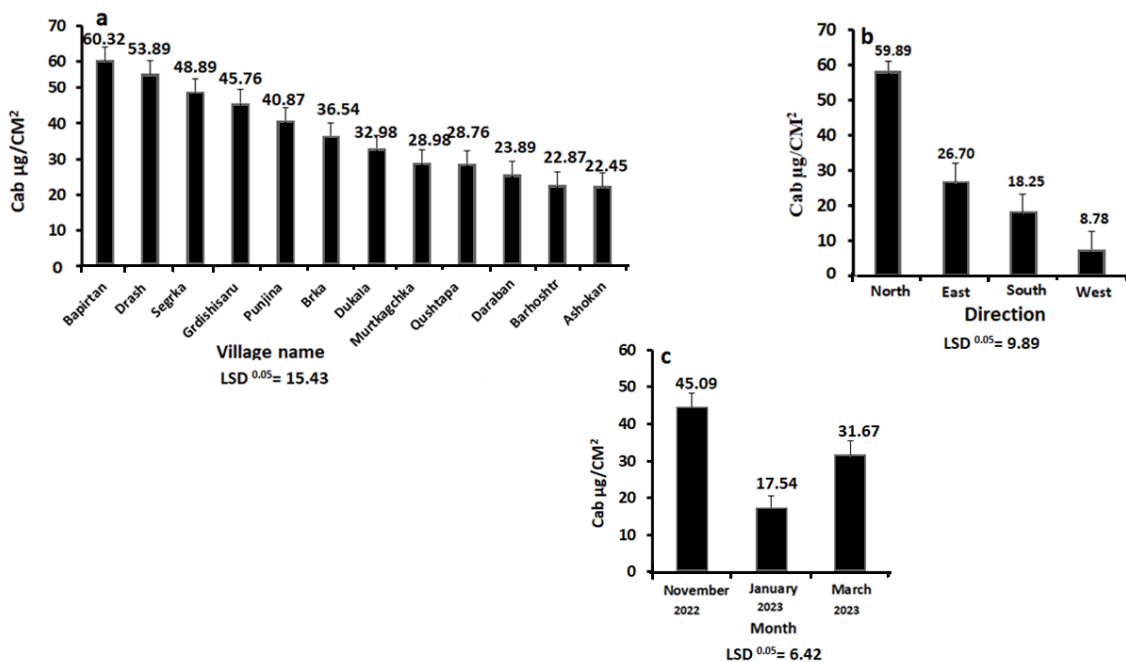 a
Cab µg/CM²
70
60
50
40
30
20
10
0
60.32
53.89
48.89
45.76
40.87
36.54
32.98
28.98
28.76
23.89
22.87
22.45
Bapirtan
Drash
Segrka
Grdishisaru
Punjina
Brka
Dukala
Murtkagchka
Qushtapa
Daraban
Barhoshtr
Ashokan
Village name
LSD 0.05= 15.43
b
Cab µg/CM²
70
60
50
40
30
20
10
0
59.89
26.70
18.25
8.78
North East South West
Direction
LSD 0.05= 9.89
c
Cab µg/CM²
60
50
40
30
20
10
0
45.09
17.54
31.67
November January March
2022 2023 2023
Month
LSD 0.05= 6.42